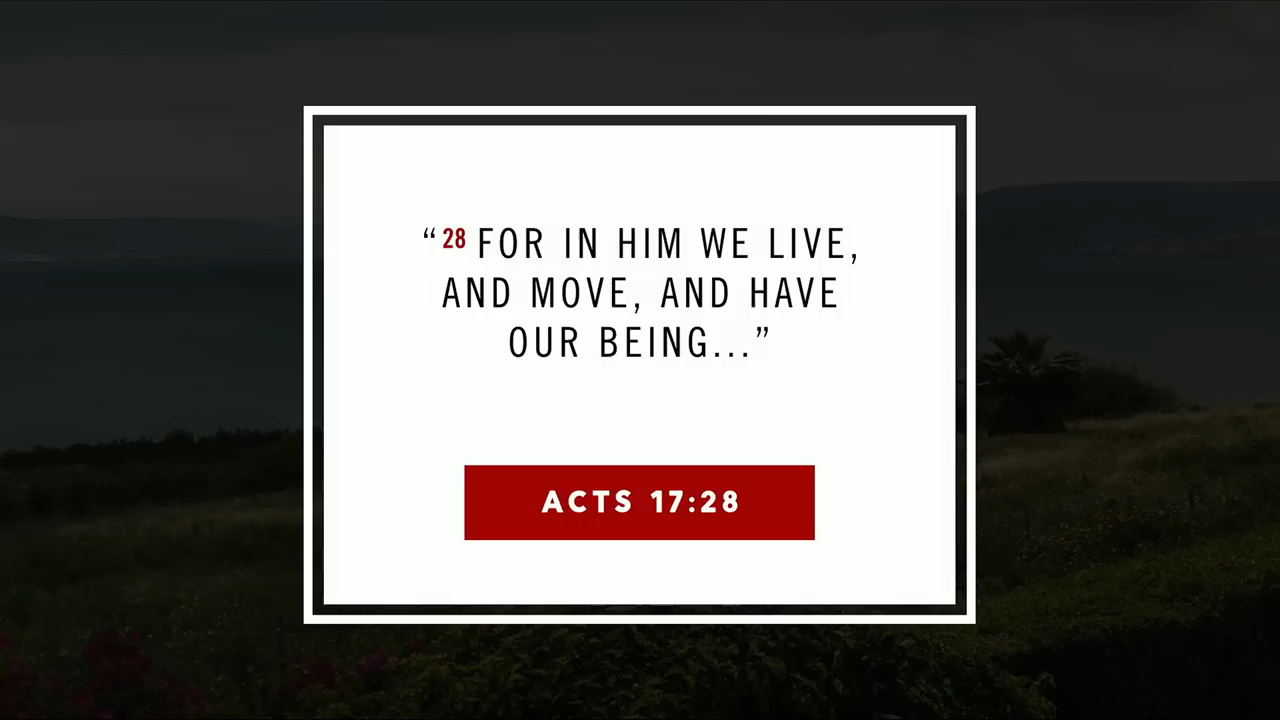 “28 FOR IN HIM WE LIVE,
AND MOVE, AND HAVE
OUR BEING...”
ACTS 17:28